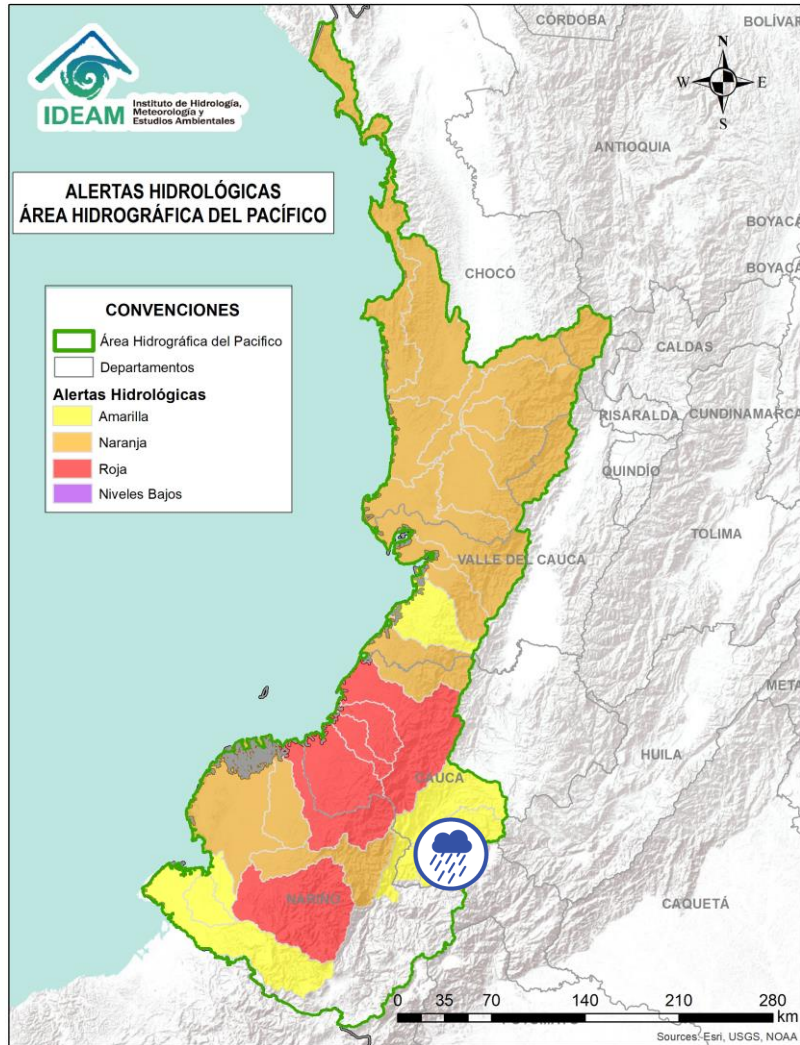 CÓRDOBA
BOLÍVAR
IDEAM
Instituto de Hidrología,
Meteorología y
Estudios Ambientales
N
W
E
S
ANTIOQUIA
ALERTAS HIDROLÓGICAS
ÁREA HIDROGRÁFICA DEL PACÍFICO
BOYACÁ
BOYACÁ
CHOCÓ
CONVENCIONES
Área Hidrográfica del Pacifico
Departamentos
Alertas Hidrológicas
Amarilla
Naranja
Roja
Niveles Bajos
CALDAS
RISARALDA
CUNDINAMARCA
QUINDÍO
TOLIMA
VALLE DEL CAUCA
META
HUILA
CAUCA
NARIÑO
CAQUETÁ
0 35 70 140 210 280
km
Sources: Esri, USGS, NOAA